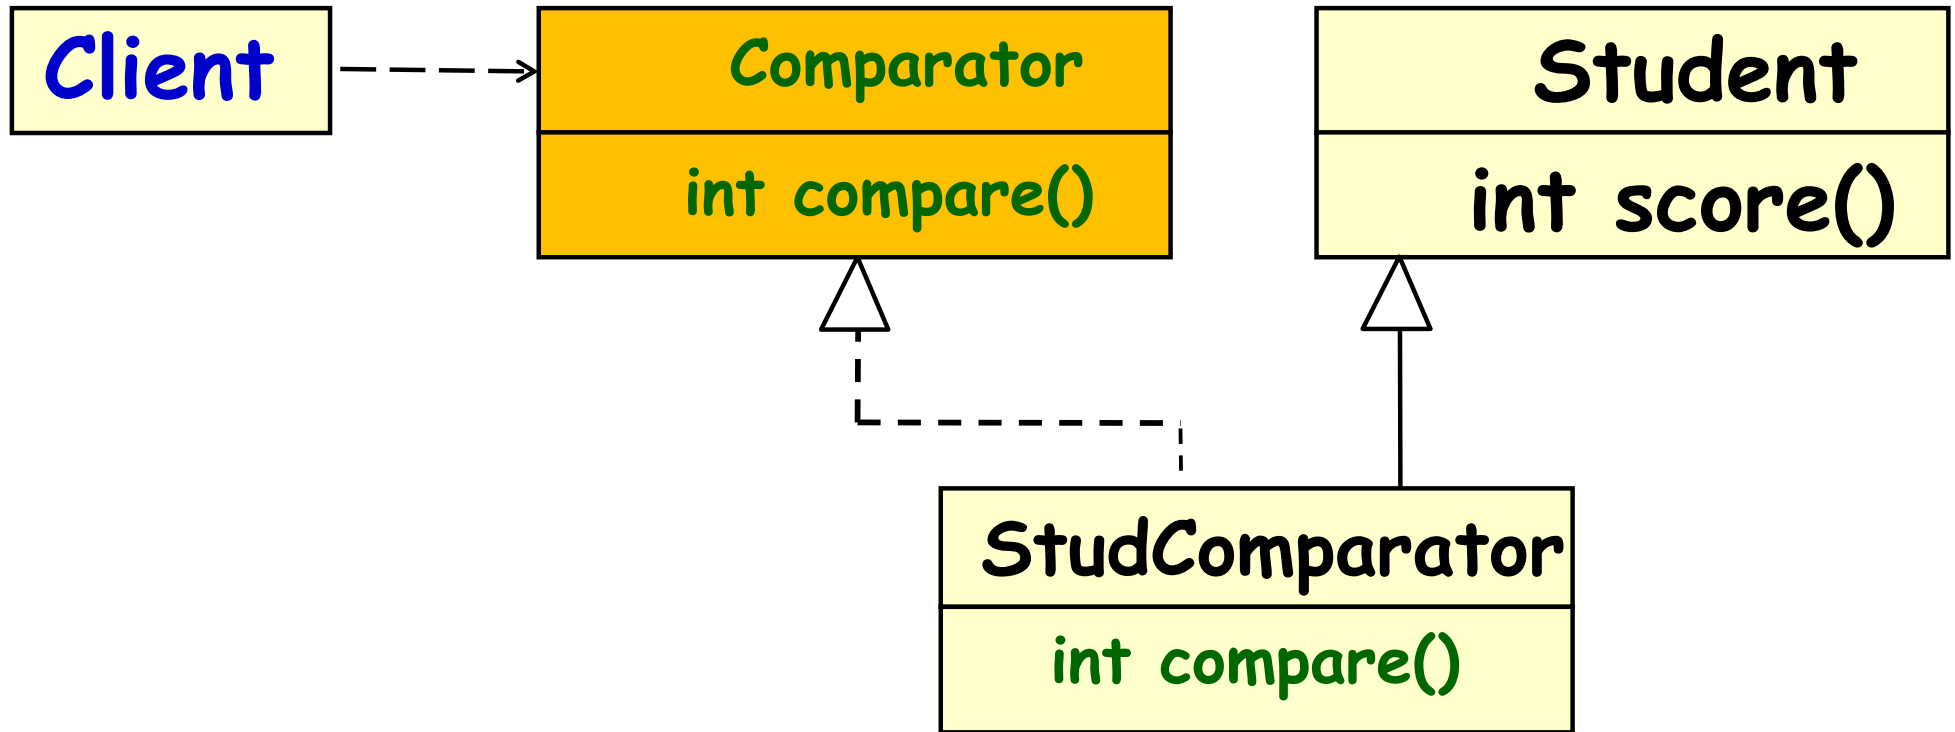 Client
Comparator
int compare()
Student
int score()
StudComparator
int compare()